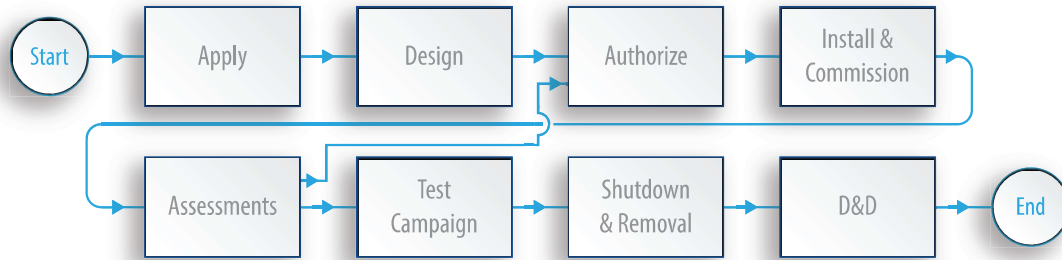 Start
Apply
Design
Authorize
Install &
Commission
Assessments
Test
Campaign
Shutdown
& Removal
D&D
End